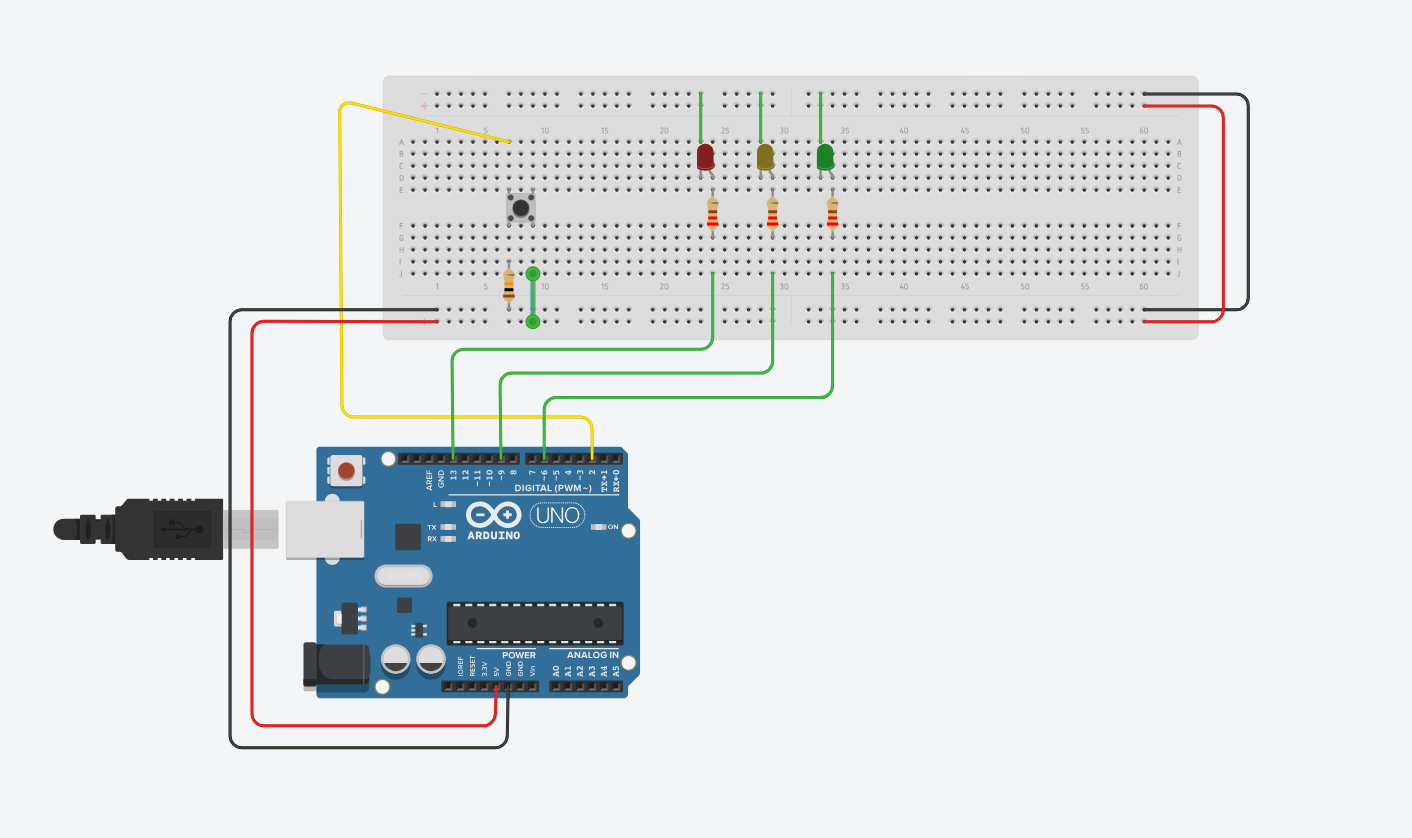 − 
+
1 5 10 15 20 25 30 35 40 45 50 55 60
A A
B B
C C
D D
E E
F F
G G
H H
I I
J J
1 5 10 15 20 25 30 35 40 45 50 55 60
AREF GND 13 12 ~11 ~10 ~9 8 7 ~6 ~5 4 ~3 2 TX→1 RX←0
DIGITAL (PWM~)
L
UNO
TX ON
RX ARDUINO
POWER ANALOG IN
IOREF RESET 3.3V 5V GND GND Vin A0 A1 A2 A3 A4 A5